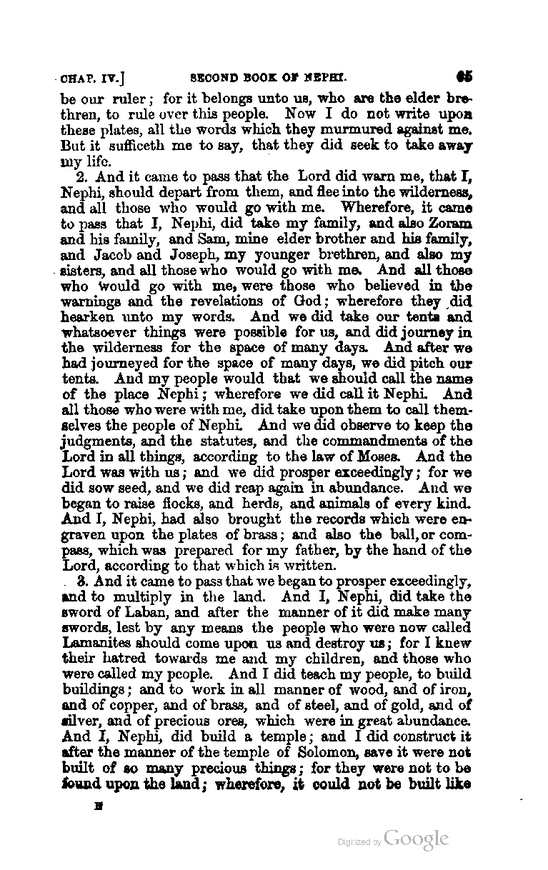 CHAP. IV.] SECOND BOOK OF NEPHI. 65
be our ruler; for it belongs unto us, who are the elder bre-
thren, to rule over this people. Now I do not write upon
these plates, all the words which they murmured against me.
But it sufficeth me to say, that they did seek to take away
my life.
2. And it came to pass that the Lord did warn me, that I,
Nephi, should depart from them, and flee into the wilderness,
and all those who would go with me. Wherefore, it came
to pass that I, Nephi, did take my family, and also Zoram
and his family, and Sam, mine elder brother and his family,
and Jacob and Joseph, my younger brethren, and also my
sisters, and all those who would go with me. And all those
who would go with me, were those who believed in the
warnings and the revelations of God; wherefore they did
hearken unto my words. And we did take our tents and
whatsoever things were possible for us, and did journey in
the wilderness for the space of many days. And after we
had journeyed for the space of many days, we did pitch our
tents. And my people would that we should call the name
of the place Nephi; wherefore we did call it Nephi. And
all those who were with me, did take upon them to call them-
selves the people of Nephi. And we did observe to keep the
judgments, and the statutes, and the commandments of the
Lord in all things, according to the law of Moses. And the
Lord was with us; and we did prosper exceedingly; for we
did sow seed, and we did reap again in abundance. And we
began to raise flocks, and herds, and animals of every kind.
And I, Nephi, had also brought the records which were en-
graven upon the plates of brass; and also the ball, or com-
pass, which was prepared for my father, by the hand of the
Lord, according to that which is written.
3. And it came to pass that we began to prosper exceedingly,
and to multiply in the land. And I, Nephi, did take the
sword of Laban, and after the manner of it did make many
swords, lest by any means the people who were now called
Lamanites should come upon us and destroy us; for I knew
their hatred towards me and my children, and those who
were called my people. And I did teach my people, to build
buildings; and to work in all manner of wood, and of iron,
and of copper, and of brass, and of steel, and of gold, and of
silver, and of precious ores, which were in great abundance.
And I, Nephi, did build a temple; and I did construct it
after the manner of the temple of Solomon, save it were not
built of so many precious things; for they were not to be
found upon the land; wherefore, it could not be built like
Digitized by Google